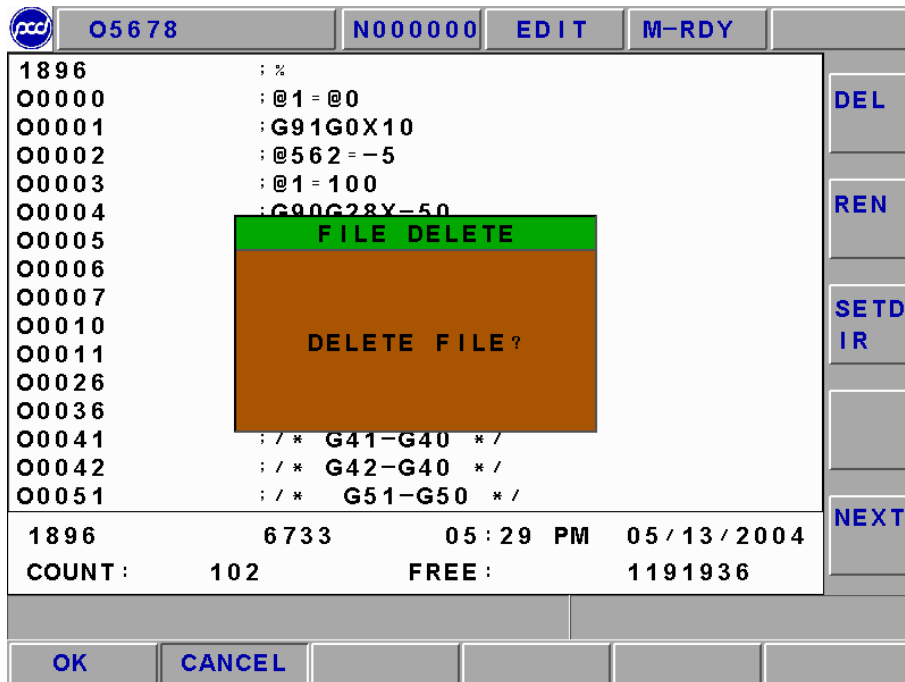 pcd O5678 N000000 EDIT M-RDY
1896 ;%
O0000 ;@1=@0
O0001 ;G91G0X10
O0002 ;@562=-5
O0003 ;@1=100
O0004 ;G90G28X-50
O0005
O0006
O0007
O0010
O0011
O0026
O0036
O0041 ;/* G41-G40 */
O0042 ;/* G42-G40 */
O0051 ;/* G51-G50 */
FILE DELETE
DELETE FILE?
1896 6733 05:29 PM 05/13/2004
COUNT: 102 FREE: 1191936
DEL
REN
SETD
IR
NEXT
OK CANCEL